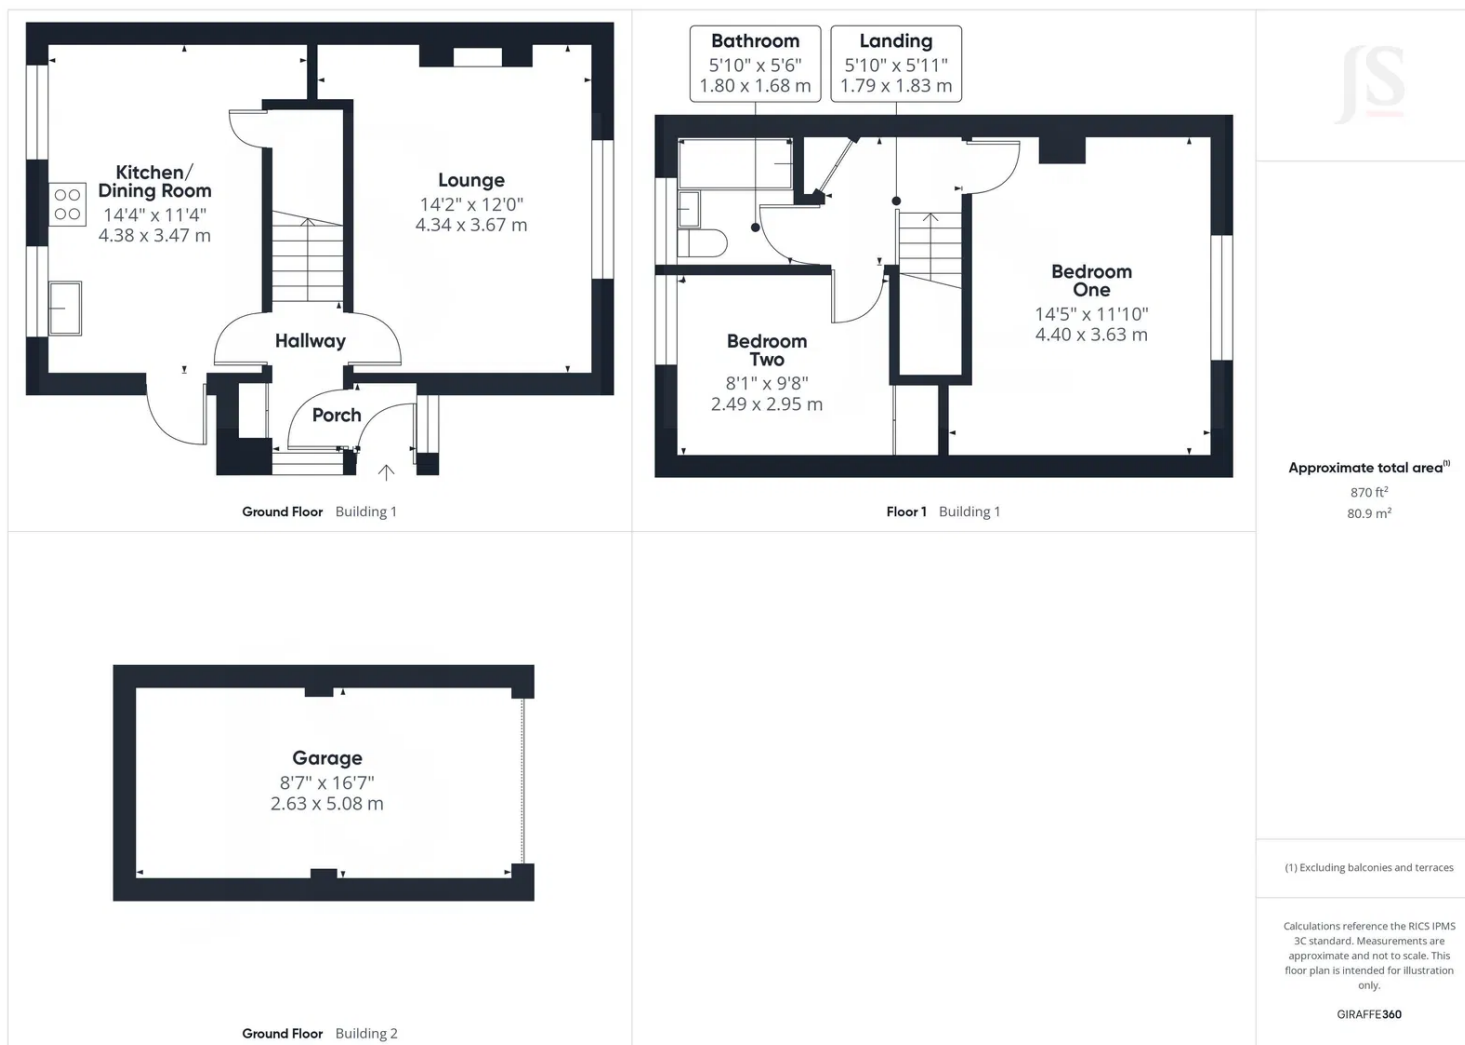 Kitchen/
Dining Room
14'4" x 11'4"
4.38 x 3.47 m
Lounge
14'2" x 12'0"
4.34 x 3.67 m
Hallway
Porch
Ground Floor Building 1
Bathroom
5'10" x 5'6"
1.80 x 1.68 m
Landing
5'10" x 5'11"
1.79 x 1.83 m
Bedroom
One
14'5" x 11'10"
4.40 x 3.63 m
Bedroom
Two
8'1" x 9'8"
2.49 x 2.95 m
Floor 1 Building 1
Garage
8'7" x 16'7"
2.63 x 5.08 m
Ground Floor Building 2
JS
Approximate total area(1)
870 ft²
80.9 m²
(1) Excluding balconies and terraces
Calculations reference the RICS IPMS
3C standard. Measurements are
approximate and not to scale. This
floor plan is intended for illustration
only.
GIRAFFE360